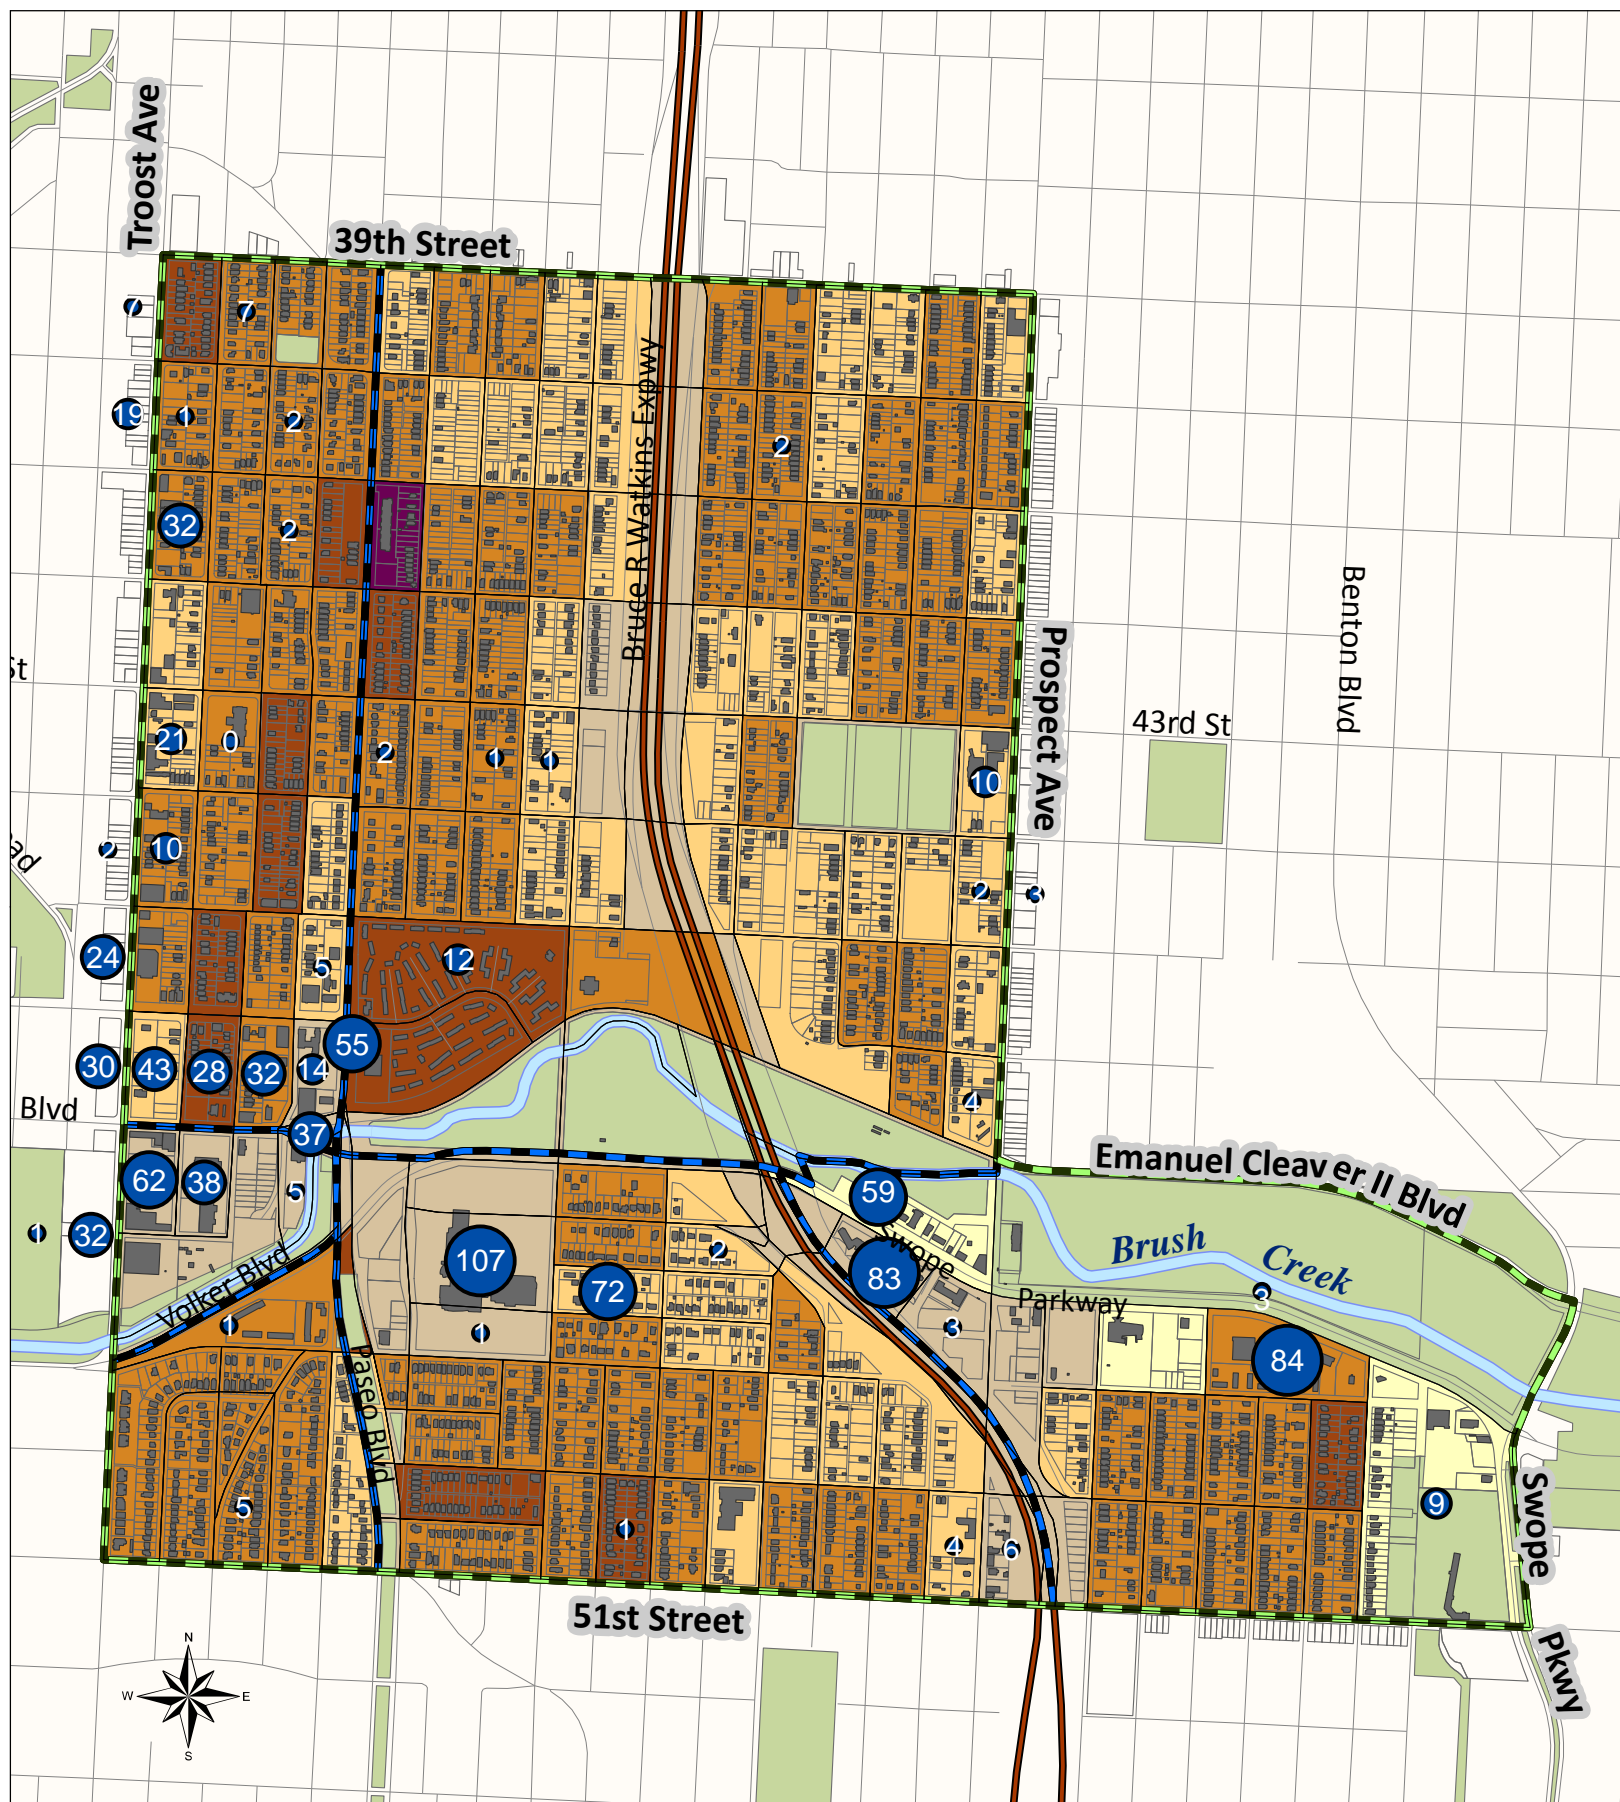 Troost Ave
39th Street
7
7
19
1
2
2
Bruce R Watkins Expwy
32
2
Benton Blvd
Prospect Ave
St
21
0
2
1
1
43rd St
10
2
10
ad
2
3
24
5
12
55
30
43
28
32
14
4
Blvd
37
Emanuel Cleaver II Blvd
62
38
5
59
1
32
Swope
Brush
Creek
107
2
83
72
3
Volker Blvd
Parkway
1
1
3
84
Paseo Blvd
5
1
4
6
9
Swope
Pkwy
51st Street
N
W
E
S